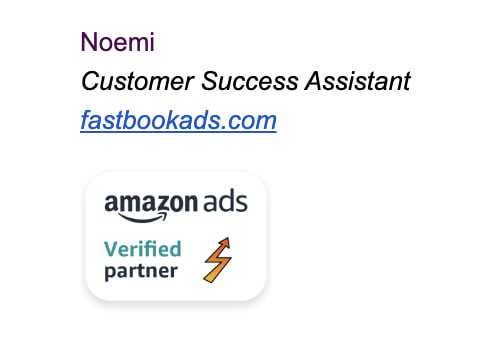 Noemi
Customer Success Assistant
fastbookads.com
amazon ads
Verified
partner